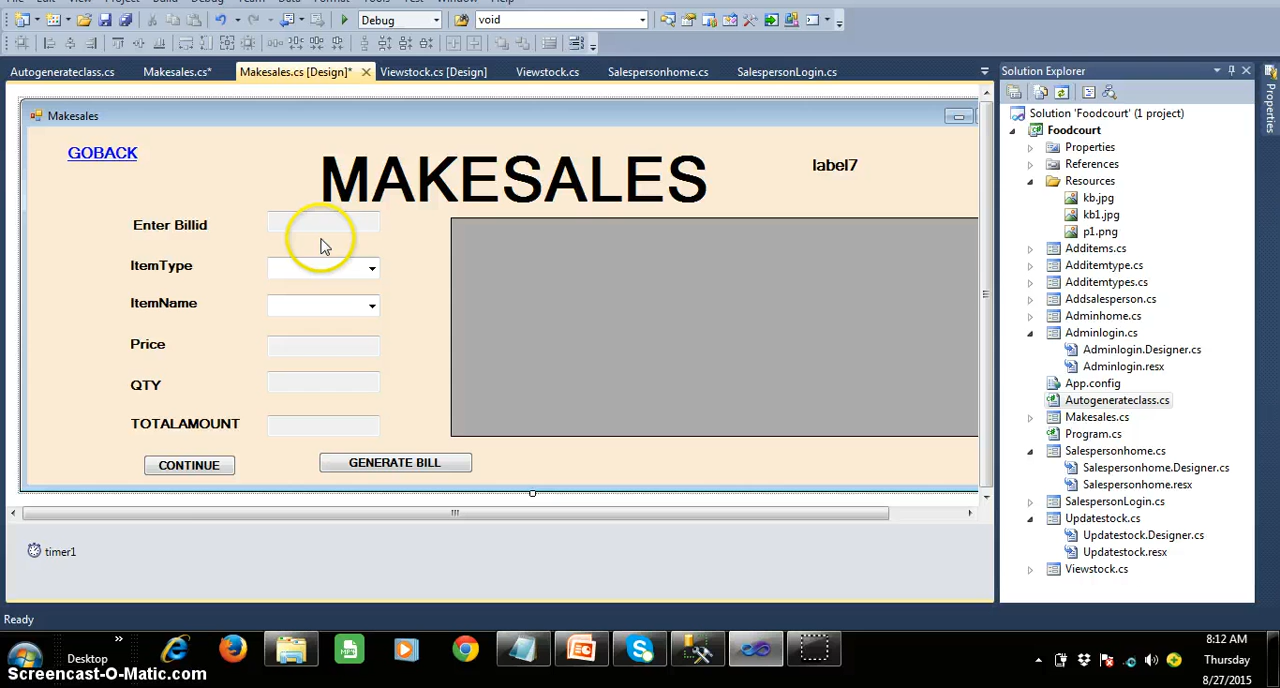 Debug
void
Autogenerateclass.cs
Makesales.cs*
Makesales.cs [Design]*
Viewstock.cs [Design]
Viewstock.cs
Salespersonhome.cs
SalespersonLogin.cs
Solution Explorer
Properties
Makesales
GOBACK
MAKESALES
label7
Enter Billid
ItemType
ItemName
Price
QTY
TOTALAMOUNT
CONTINUE
GENERATE BILL
timer1
Solution 'Foodcourt' (1 project)
Foodcourt
Properties
References
Resources
kb.jpg
kb1.jpg
p1.png
Additems.cs
Additemtype.cs
Additemtypes.cs
Addsalesperson.cs
Adminhome.cs
Adminlogin.cs
Adminlogin.Designer.cs
Adminlogin.resx
App.config
Autogenerateclass.cs
Makesales.cs
Program.cs
Salespersonhome.cs
Salespersonhome.Designer.cs
Salespersonhome.resx
SalespersonLogin.cs
Updatestock.cs
Updatestock.Designer.cs
Updatestock.resx
Viewstock.cs
Ready
Desktop
8:12 AM
Thursday
8/27/2015
Screencast-O-Matic.com